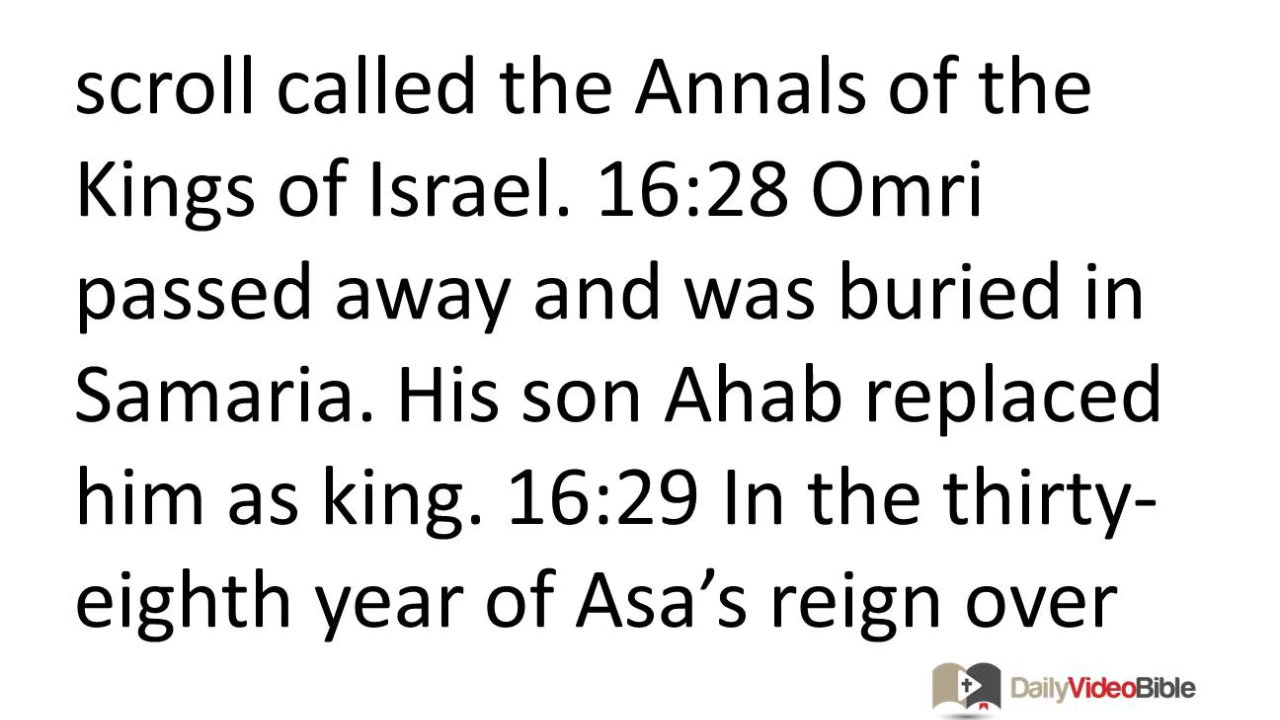 scroll called the Annals of the
Kings of Israel. 16:28 Omri
passed away and was buried in
Samaria. His son Ahab replaced
him as king. 16:29 In the thirty-
eighth year of Asa’s reign over
DailyVideoBible